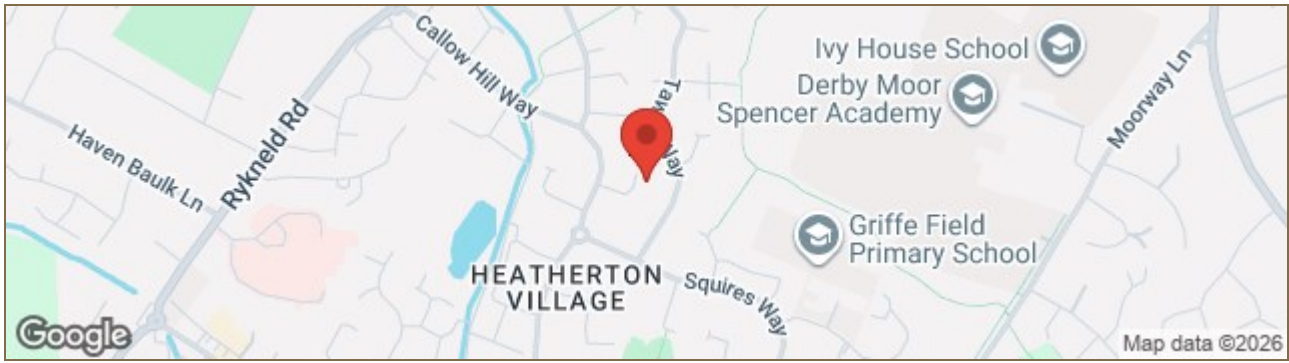 Callow Hill Way
Ivy House School
Derby Moor
Spencer Academy
Moorway Ln
Haven Baulk Ln
Rykneld Rd
Griffe Field
Primary School
HEATHERTON
VILLAGE
Squires Way
Google
Map data ©2026